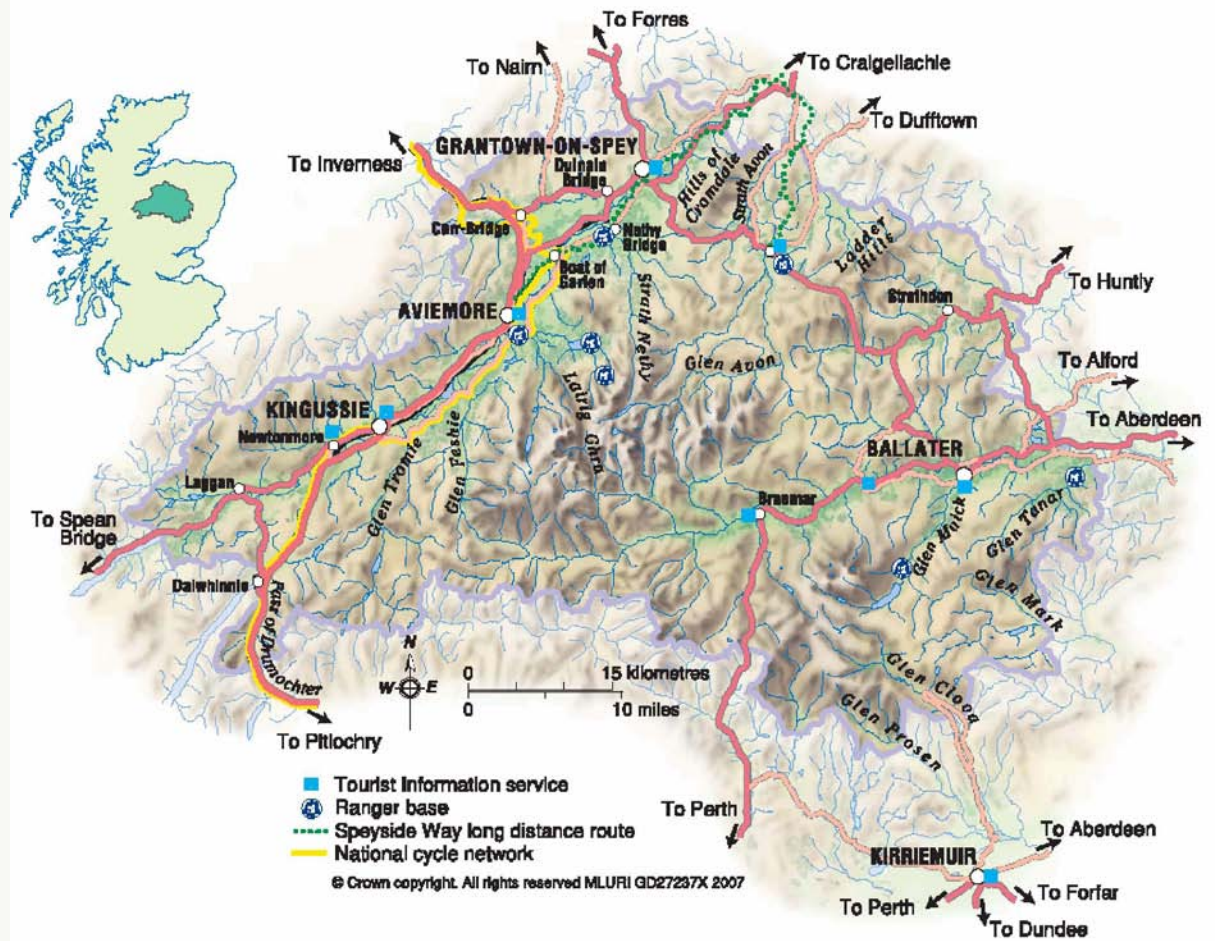 To Forres
To Nairn
To Craigellachie
To Dufftown
GRANTOWN-ON-SPEY
To Inverness
Dulnain
Bridge
Hills of
Cromdale
Strath Avon
Carr-Bridge
Nethy
Bridge
Boat of
Garten
Ladder
Hills
To Huntly
Strathdon
AVIEMORE
Strath Nethy
Glen Avon
To Alford
Lairig Ghru
To Aberdeen
KINGUSSIE
Newtonmore
BALLATER
Glen Tromie
Glen Feshie
Laggan
Braemar
Glen Muick
Glen Tanar
To Spean
Bridge
Glen Mark
Dalwhinnie
Pass of Drumochter
N
W E
0 15 kilometres
0 10 miles
Glen Clova
Glen Prosen
To Pitlochry
Tourist Information service
Ranger base
Speyside Way long distance route
National cycle network
© Crown copyright. All rights reserved MLURI GD27237X 2007
To Perth
To Aberdeen
KIRRIEMUIR
To Forfar
To Perth
To Dundee